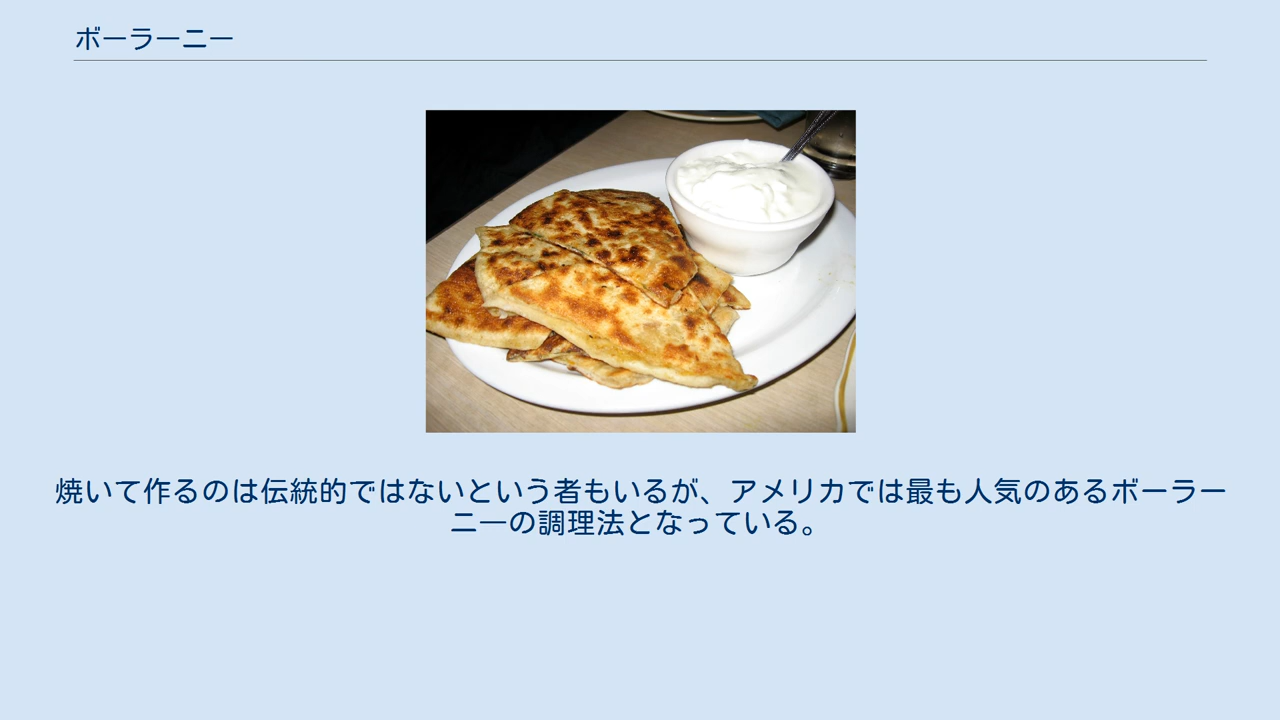 ボーラーニー
焼いて作るのは伝統的ではないという者もいるが、アメリカでは最も人気のあるボーラー
ニーの調理法となっている。